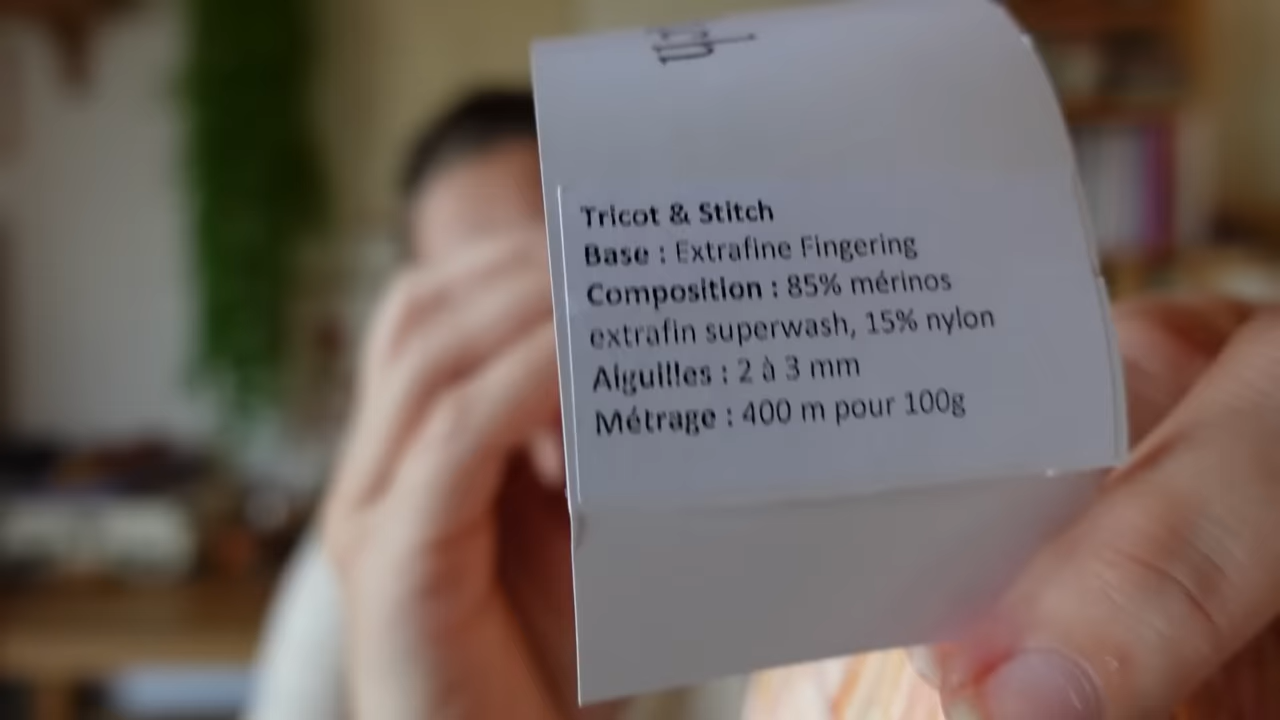 Tricot & Stitch
Base : Extrafine Fingering
Composition : 85% mérinos
extrafin superwash, 15% nylon
Aiguilles : 2 à 3 mm
Métrage : 400 m pour 100g